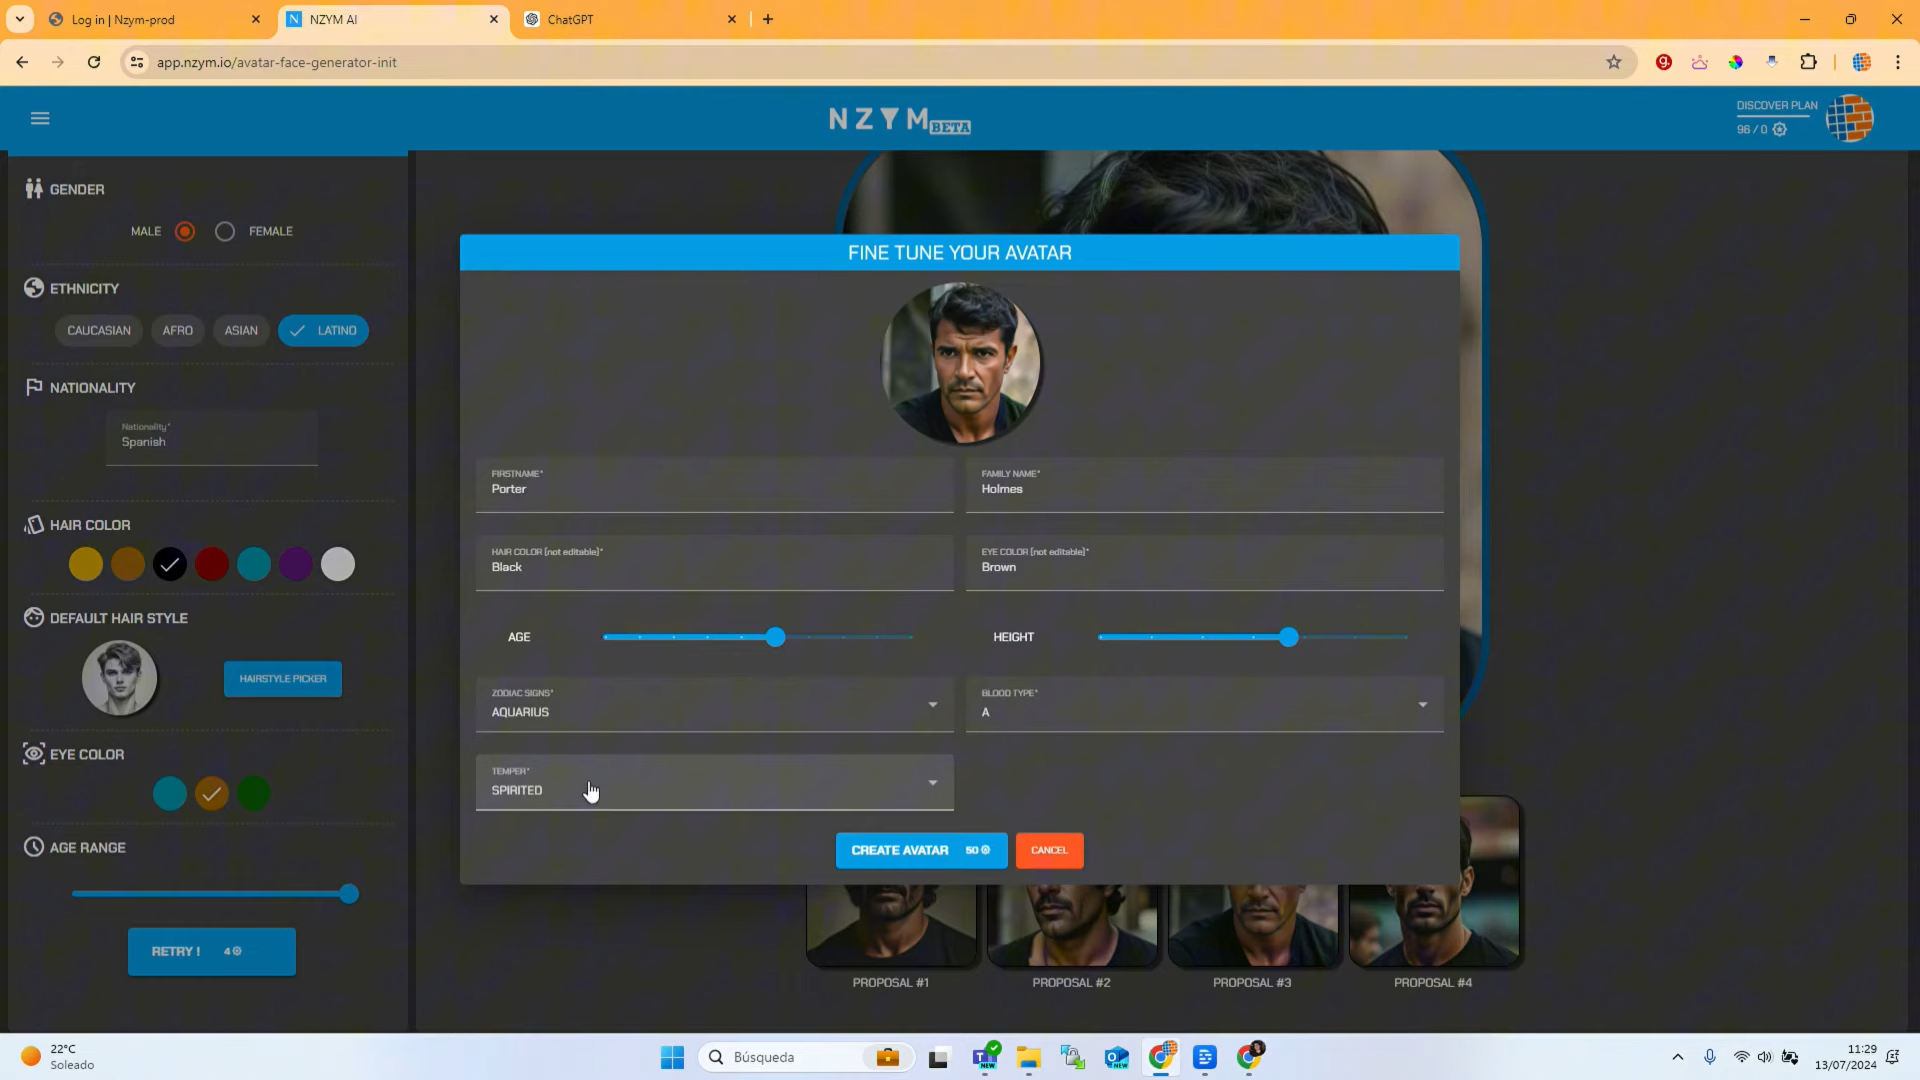 Log in | Nzym-prod
NZYM AI
ChatGPT
app.nzym.io/avatar-face-generator-init
NZYM BETA
DISCOVER PLAN
96 / 0
GENDER
MALE
FEMALE
ETHNICITY
CAUCASIAN
AFRO
ASIAN
LATINO
NATIONALITY
Nationality*
Spanish
HAIR COLOR
DEFAULT HAIR STYLE
HAIRSTYLE PICKER
EYE COLOR
AGE RANGE
RETRY ! 4
FINE TUNE YOUR AVATAR
FIRSTNAME*
Porter
FAMILY NAME*
Holmes
HAIR COLOR [not editable]*
Black
EYE COLOR [not editable]*
Brown
AGE
HEIGHT
ZODIAC SIGNS*
AQUARIUS
BLOOD TYPE*
A
TEMPER*
SPIRITED
CREATE AVATAR 50
CANCEL
PROPOSAL #1
PROPOSAL #2
PROPOSAL #3
PROPOSAL #4
22°C
Soleado
Búsqueda
NEW
NEW
11:29
13/07/2024